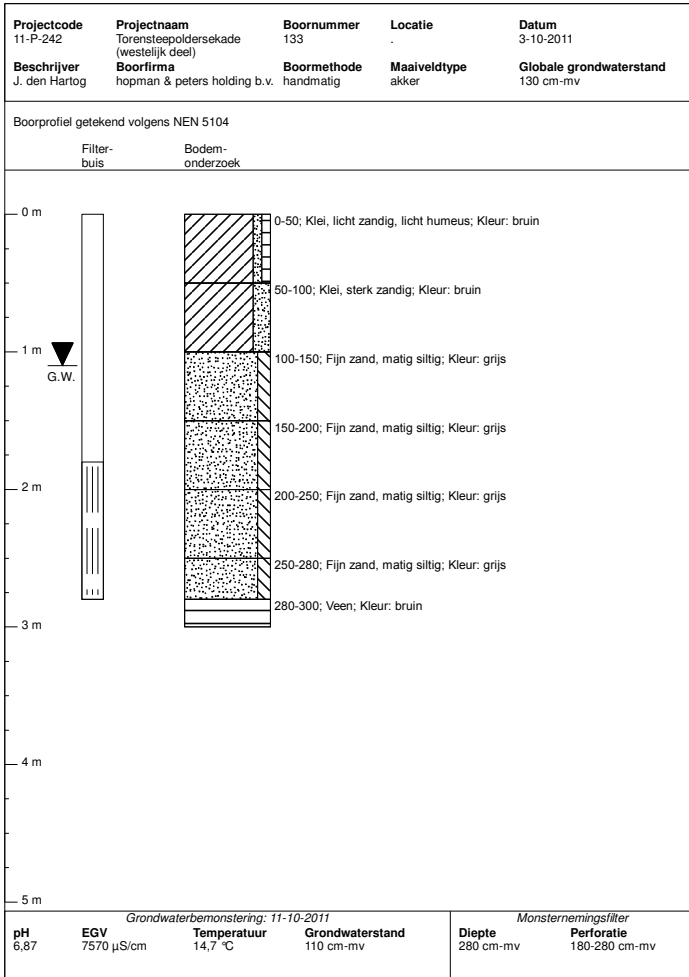 Projectcode Projectnaam Boornummer Locatie Datum
11-P-242 Torensteepoldersekade (westelijk deel) 133 . 3-10-2011
Beschrijver Boorfirma Boormethode Maaiveldtype Globale grondwaterstand
J. den Hartog hopman & peters holding b.v. handmatig akker 130 cm-mv
Boorprofiel getekend volgens NEN 5104
Filter- Bodem-
buis onderzoek
0 m
0-50; Klei, licht zandig, licht humeus; Kleur: bruin
50-100; Klei, sterk zandig; Kleur: bruin
1 m
100-150; Fijn zand, matig siltig; Kleur: grijs
G.W.
150-200; Fijn zand, matig siltig; Kleur: grijs
2 m
200-250; Fijn zand, matig siltig; Kleur: grijs
250-280; Fijn zand, matig siltig; Kleur: grijs
280-300; Veen; Kleur: bruin
3 m
4 m
5 m
Grondwaterbemonstering: 11-10-2011 Monsternemingsfilter
pH EGV Temperatuur Grondwaterstand Diepte Perforatie
6,87 7570 µS/cm 14,7 °C 110 cm-mv 280 cm-mv 180-280 cm-mv